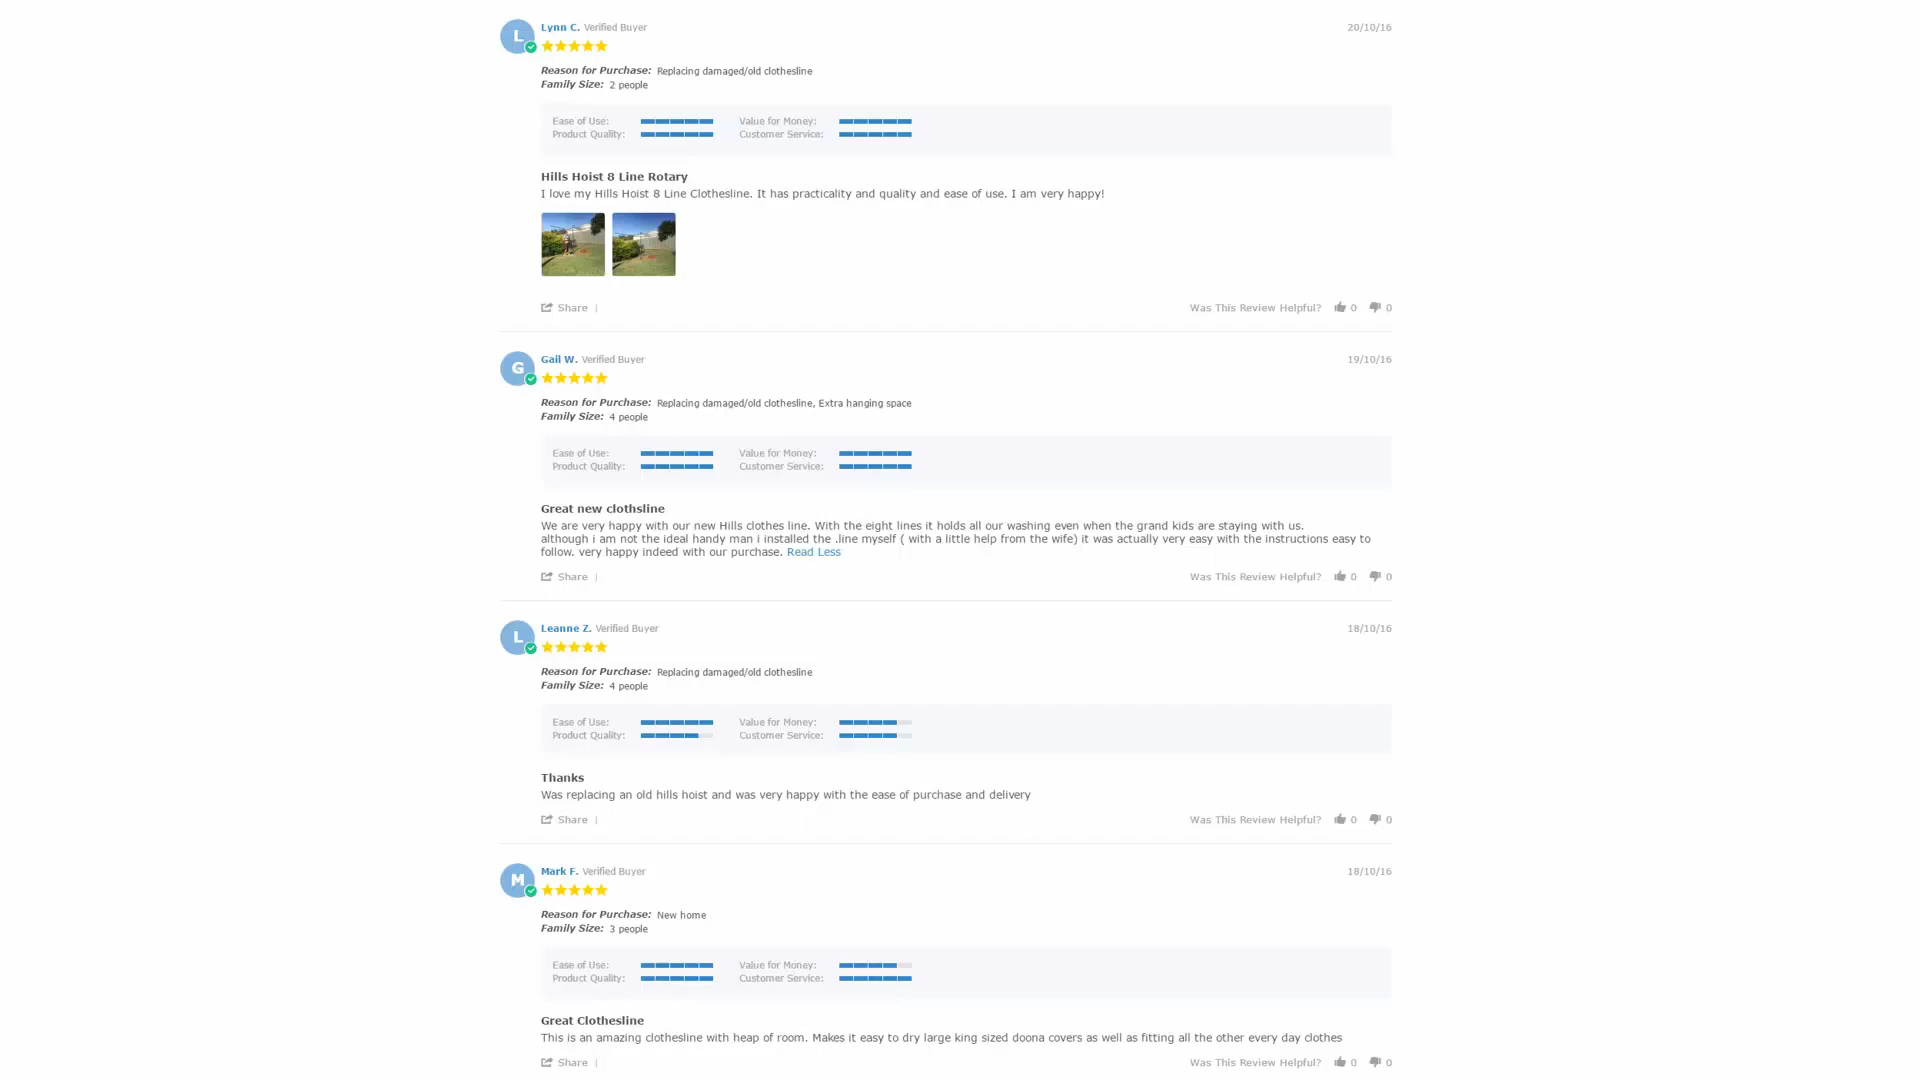 L
Lynn C. Verified Buyer
20/10/16
Reason for Purchase: Replacing damaged/old clothesline
Family Size: 2 people
Ease of Use: Value for Money:
Product Quality: Customer Service:
Hills Hoist 8 Line Rotary
I love my Hills Hoist 8 Line Clothesline. It has practicality and quality and ease of use. I am very happy!
Share | Was This Review Helpful? 0 0
G
Gail W. Verified Buyer
19/10/16
Reason for Purchase: Replacing damaged/old clothesline, Extra hanging space
Family Size: 4 people
Ease of Use: Value for Money:
Product Quality: Customer Service:
Great new clothsline
We are very happy with our new Hills clothes line. With the eight lines it holds all our washing even when the grand kids are staying with us.
although i am not the ideal handy man i installed the .line myself ( with a little help from the wife) it was actually very easy with the instructions easy to
follow. very happy indeed with our purchase. Read Less
Share | Was This Review Helpful? 0 0
L
Leanne Z. Verified Buyer
18/10/16
Reason for Purchase: Replacing damaged/old clothesline
Family Size: 4 people
Ease of Use: Value for Money:
Product Quality: Customer Service:
Thanks
Was replacing an old hills hoist and was very happy with the ease of purchase and delivery
Share | Was This Review Helpful? 0 0
M
Mark F. Verified Buyer
18/10/16
Reason for Purchase: New home
Family Size: 3 people
Ease of Use: Value for Money:
Product Quality: Customer Service:
Great Clothesline
This is an amazing clothesline with heap of room. Makes it easy to dry large king sized doona covers as well as fitting all the other every day clothes
Share | Was This Review Helpful? 0 0